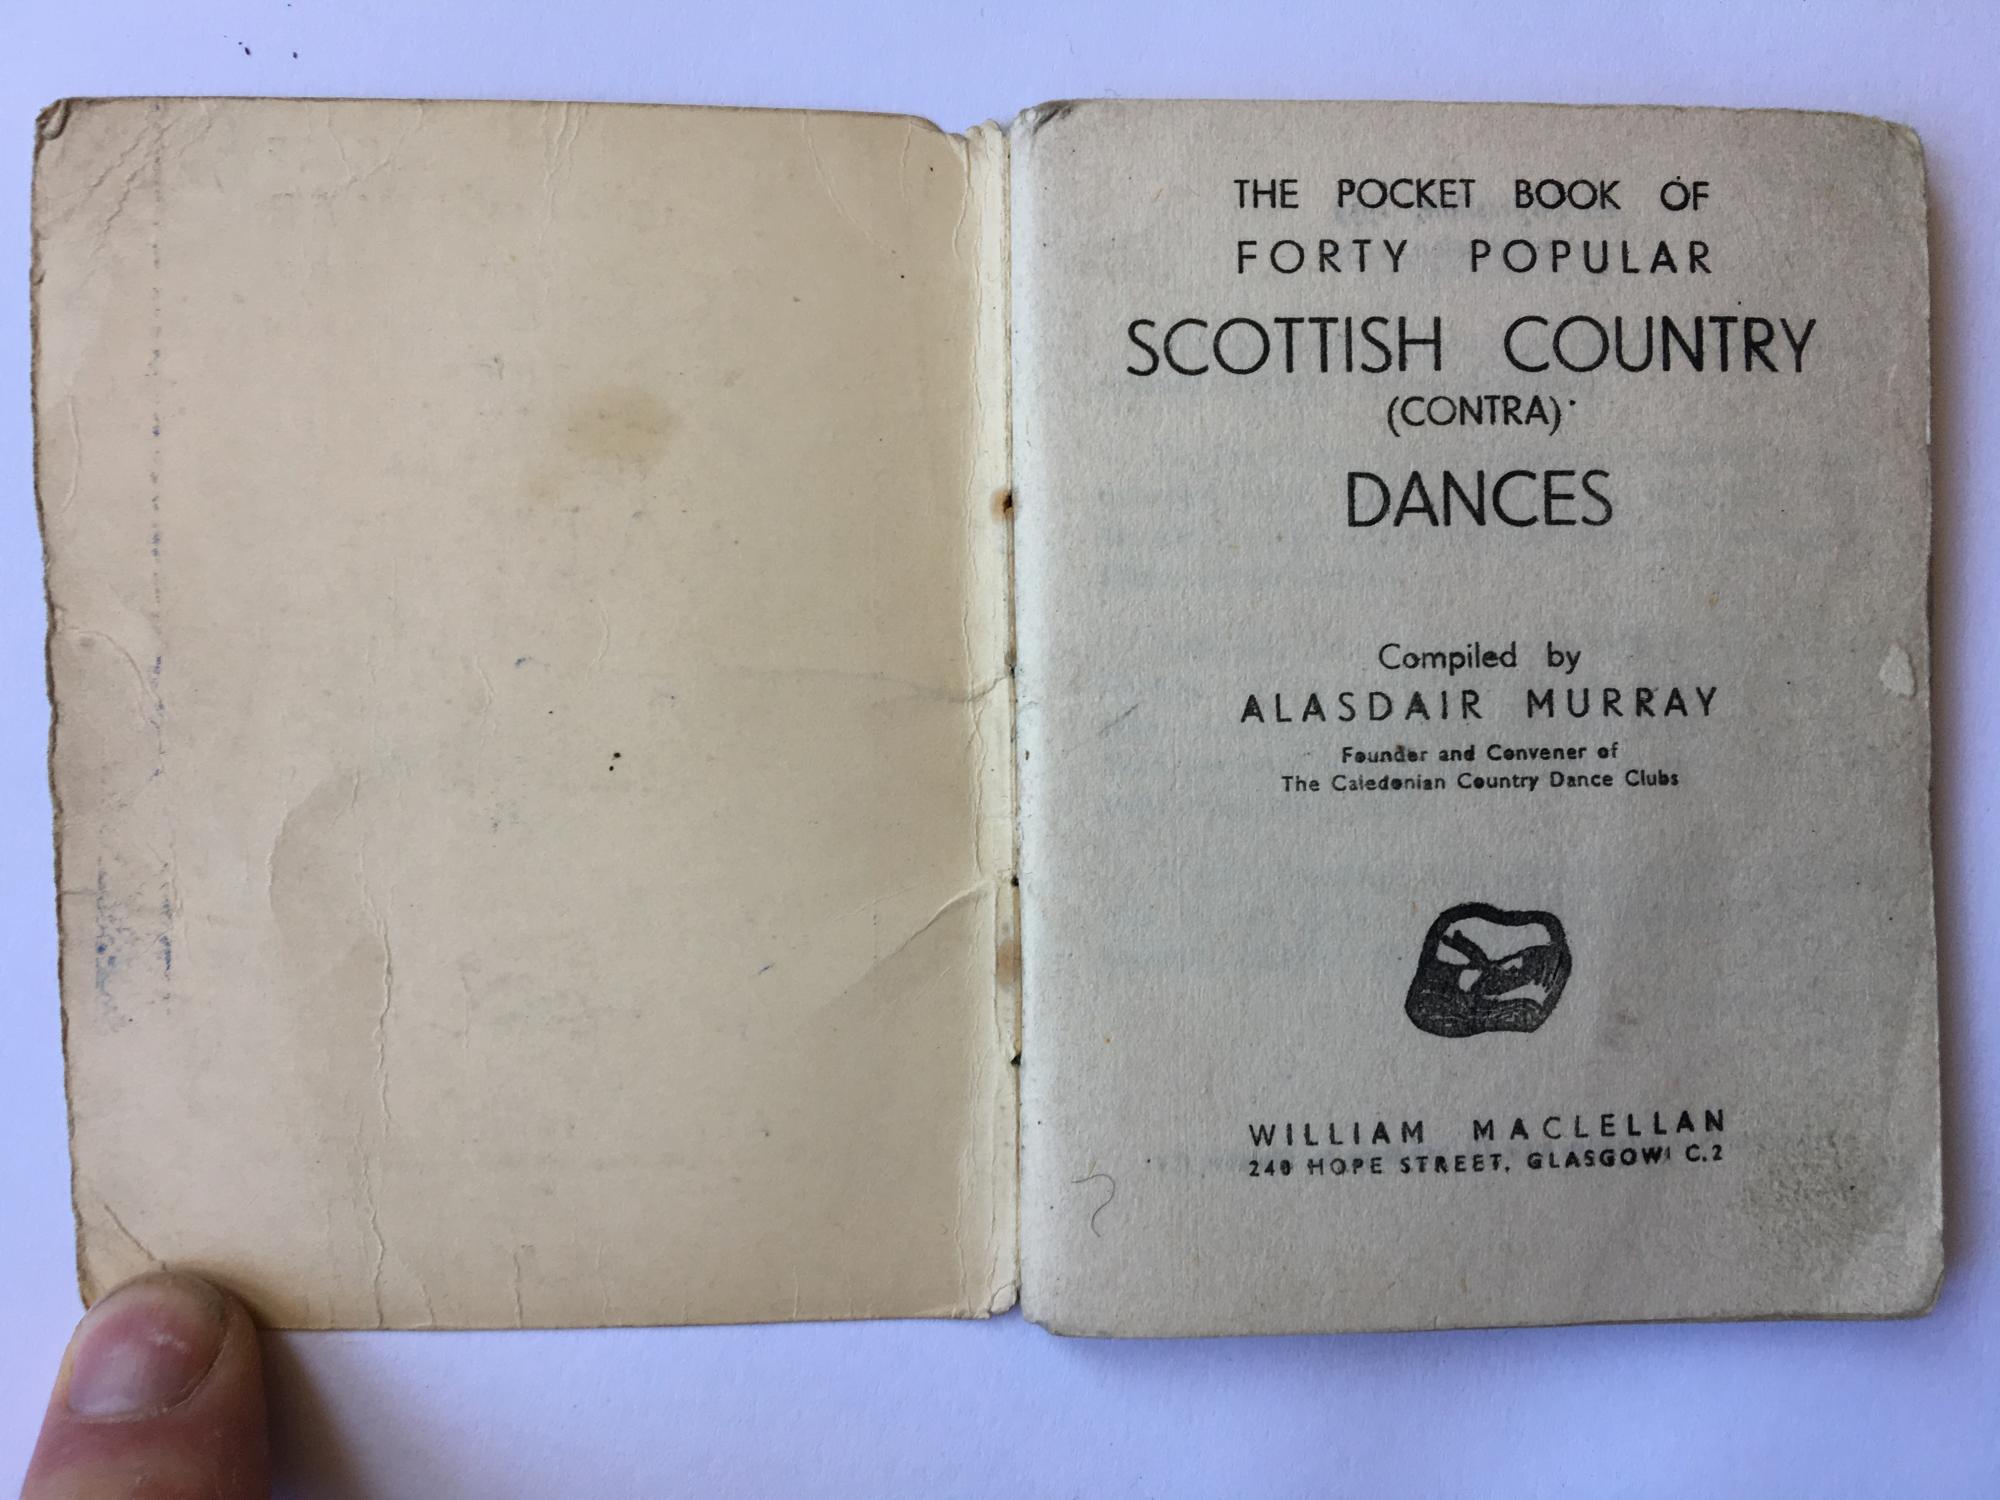 THE POCKET BOOK OF
FORTY POPULAR
SCOTTISH COUNTRY
(CONTRA)
DANCES
Compiled by
ALASDAIR MURRAY
Founder and Convener of
The Caledonian Country Dance Clubs
WILLIAM MACLELLAN
240 HOPE STREET, GLASGOW C.2